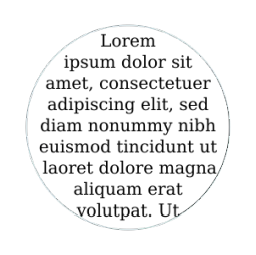 Lorem
ipsum dolor sit
amet, consectetuer
adipiscing elit, sed
diam nonummy nibh
euismod tincidunt ut
laoret dolore magna
aliquam erat
volutpat. Ut